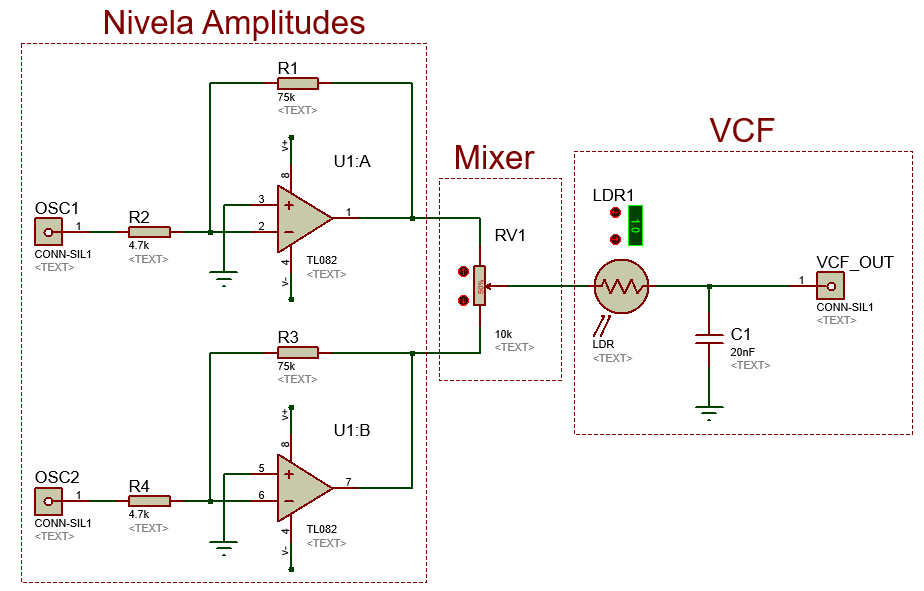 Nivela Amplitudes
R1
75k
<TEXT>
V+
8
U1:A
OSC1
1
CONN-SIL1
<TEXT>
R2
4.7k
<TEXT>
3
2
1
4
V-
TL082
<TEXT>
R3
75k
<TEXT>
V+
8
U1:B
OSC2
1
CONN-SIL1
<TEXT>
R4
4.7k
<TEXT>
5
6
7
4
V-
TL082
<TEXT>
Mixer
RV1
50%
10k
<TEXT>
VCF
LDR1
1.0
LDR
<TEXT>
C1
20nF
<TEXT>
VCF_OUT
1
CONN-SIL1
<TEXT>